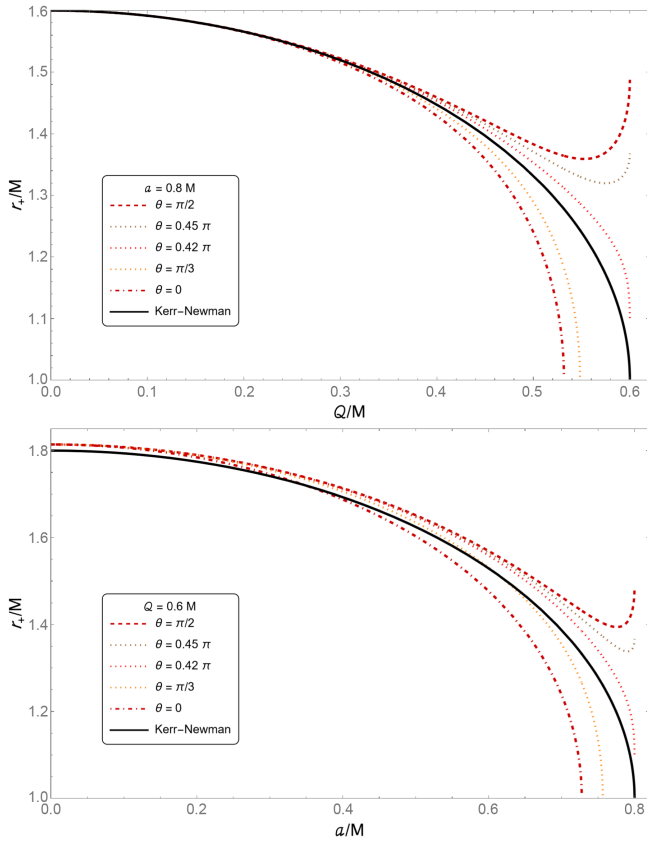 1.6
1.5
1.4
1.3
1.2
1.1
1.0
r₊/M
a = 0.8 M
θ = π/2
θ = 0.45 π
θ = 0.42 π
θ = π/3
θ = 0
Kerr–Newman
0.0 0.1 0.2 0.3 0.4 0.5 0.6
Q/M
1.8
1.6
1.4
1.2
1.0
r₊/M
Q = 0.6 M
θ = π/2
θ = 0.45 π
θ = 0.42 π
θ = π/3
θ = 0
Kerr–Newman
0.0 0.2 0.4 0.6 0.8
a/M